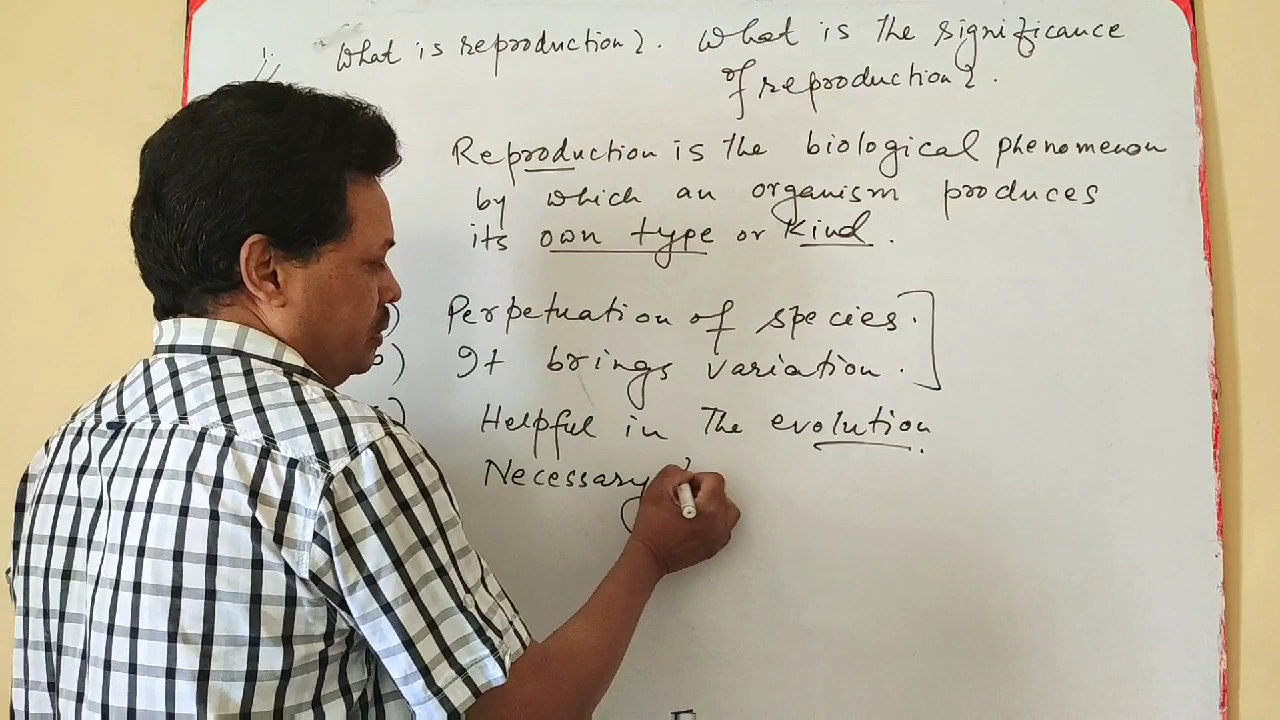 1. What is reproduction?. What is the significance
of reproduction?.
Reproduction is the biological phenomenon
by which an organism produces
its own type or kind.
) Perpetuation of species.
b) It brings variation.
) Helpful in the evolution.
Necessary